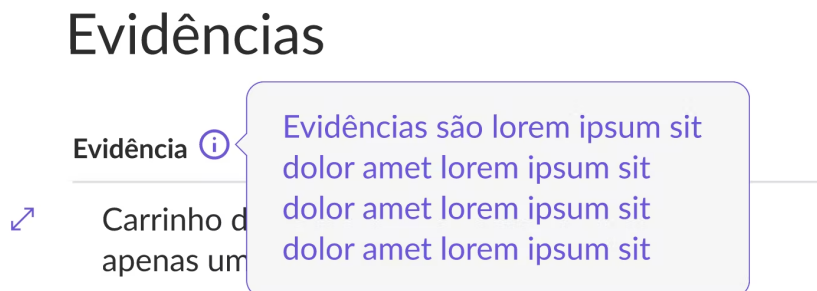 Evidências
Evidência
Evidências são lorem ipsum sit
dolor amet lorem ipsum sit
dolor amet lorem ipsum sit
dolor amet lorem ipsum sit
Carrinho d
apenas um